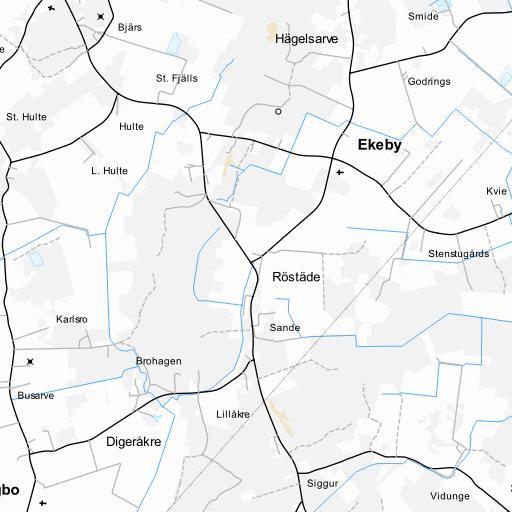 Smide
Bjärs
Hägelsarve
St. Fjälls
Godrings
St. Hulte
Hulte
Ekeby
L. Hulte
Kvie
Stenstugårds
Röstäde
Karlsro
Sande
Brohagen
Busarve
Lillåkre
Digeråkre
Siggur
Vidunge